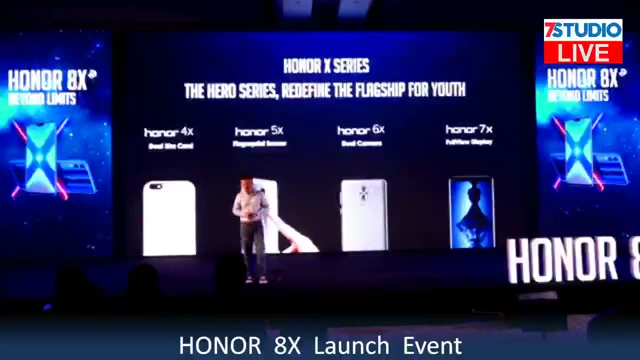 7STUDIO
LIVE
HONOR 8X
BEYOND LIMITS
HONOR X SERIES
THE HERO SERIES, REDEFINE THE FLAGSHIP FOR YOUTH
HONOR 8X
BEYOND LIMITS
honor 4x
honor 5x
honor 6x
honor 7x
Dual Sim Card
Fingerprint Sensor
Dual Camera
FullView Display
HONOR 8
HONOR 8X Launch Event